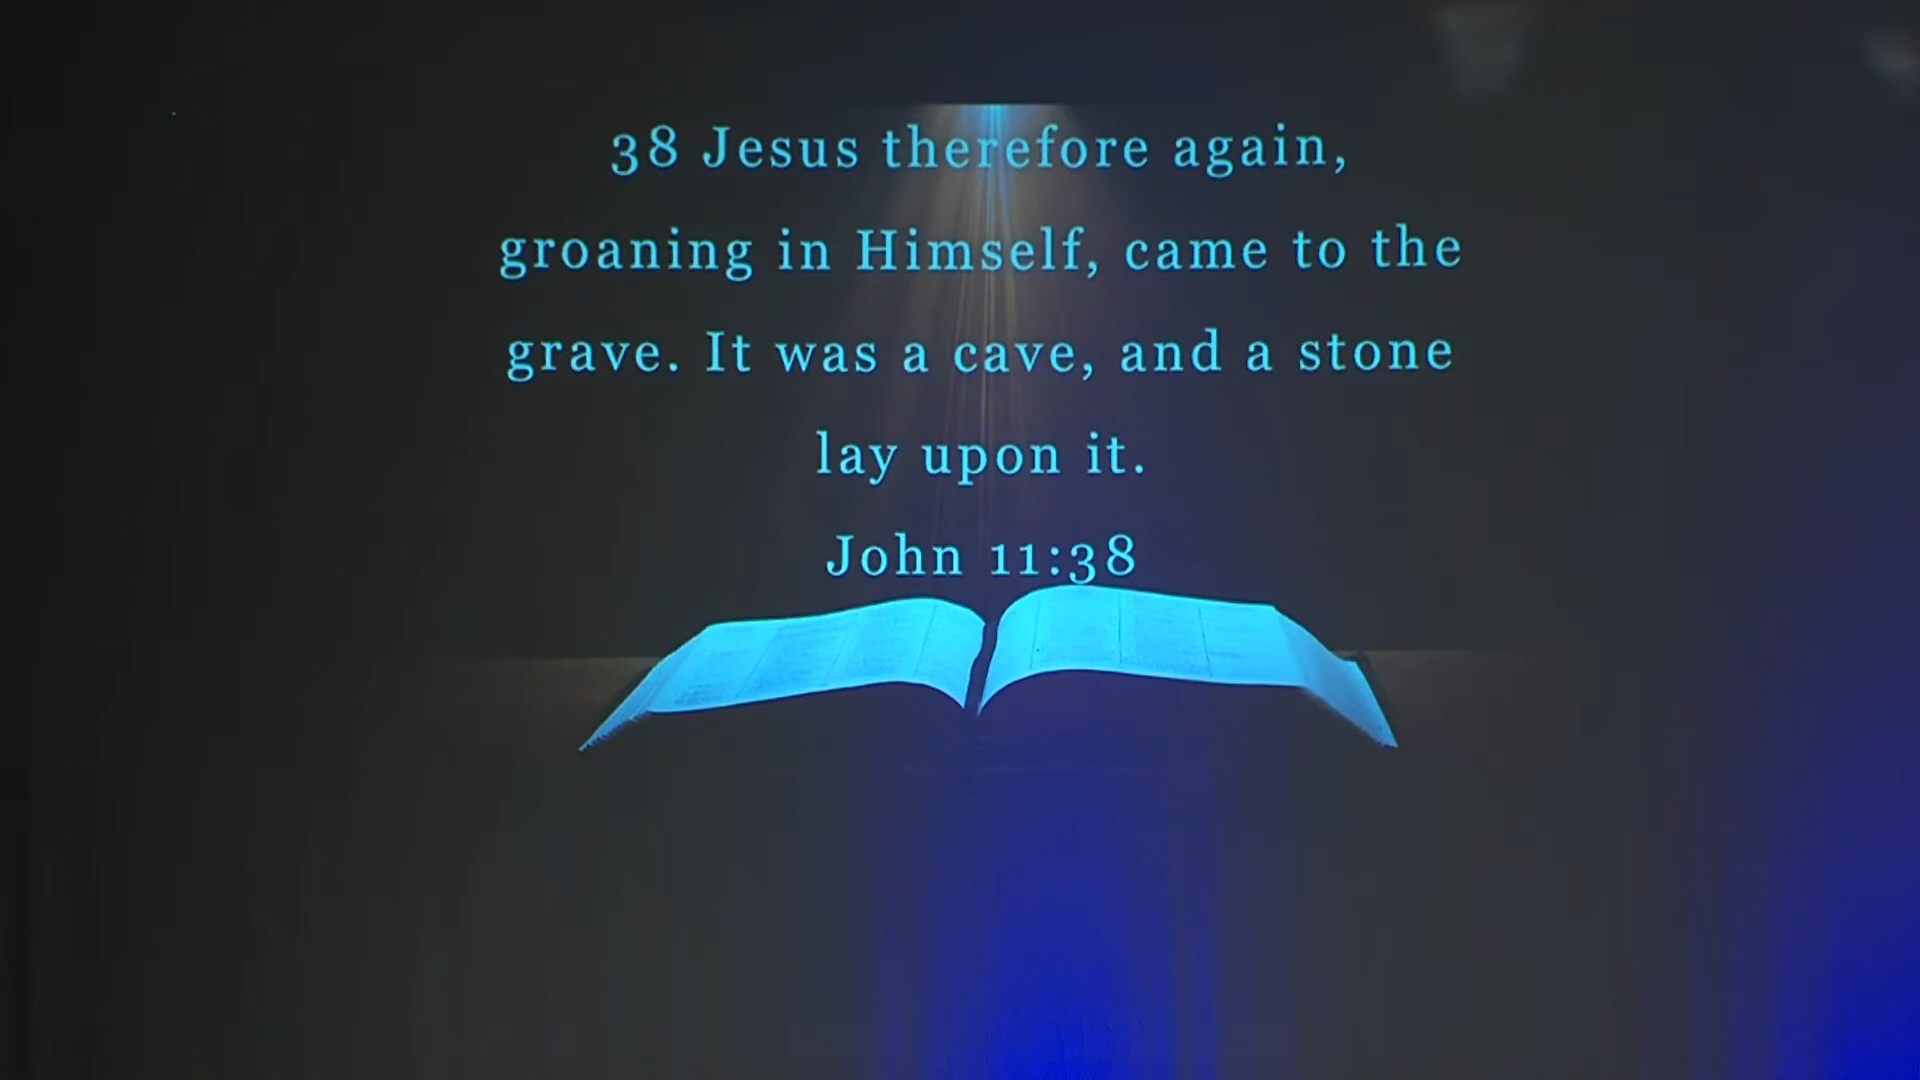 38 Jesus therefore again,
groaning in Himself, came to the
grave. It was a cave, and a stone
lay upon it.
John 11:38